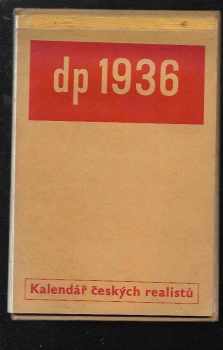 dp 1936
Kalendář českých realistů